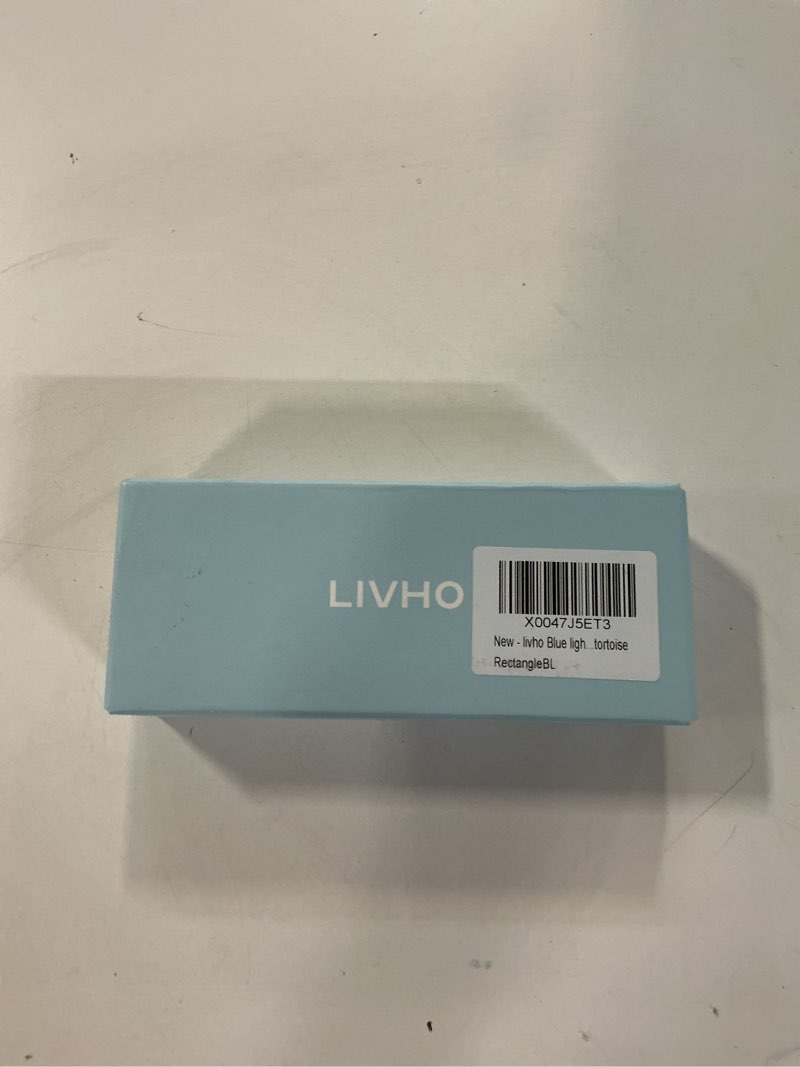 LIVHO
X0047J5ET3
New - livho Blue ligh...tortoise
RectangleBL